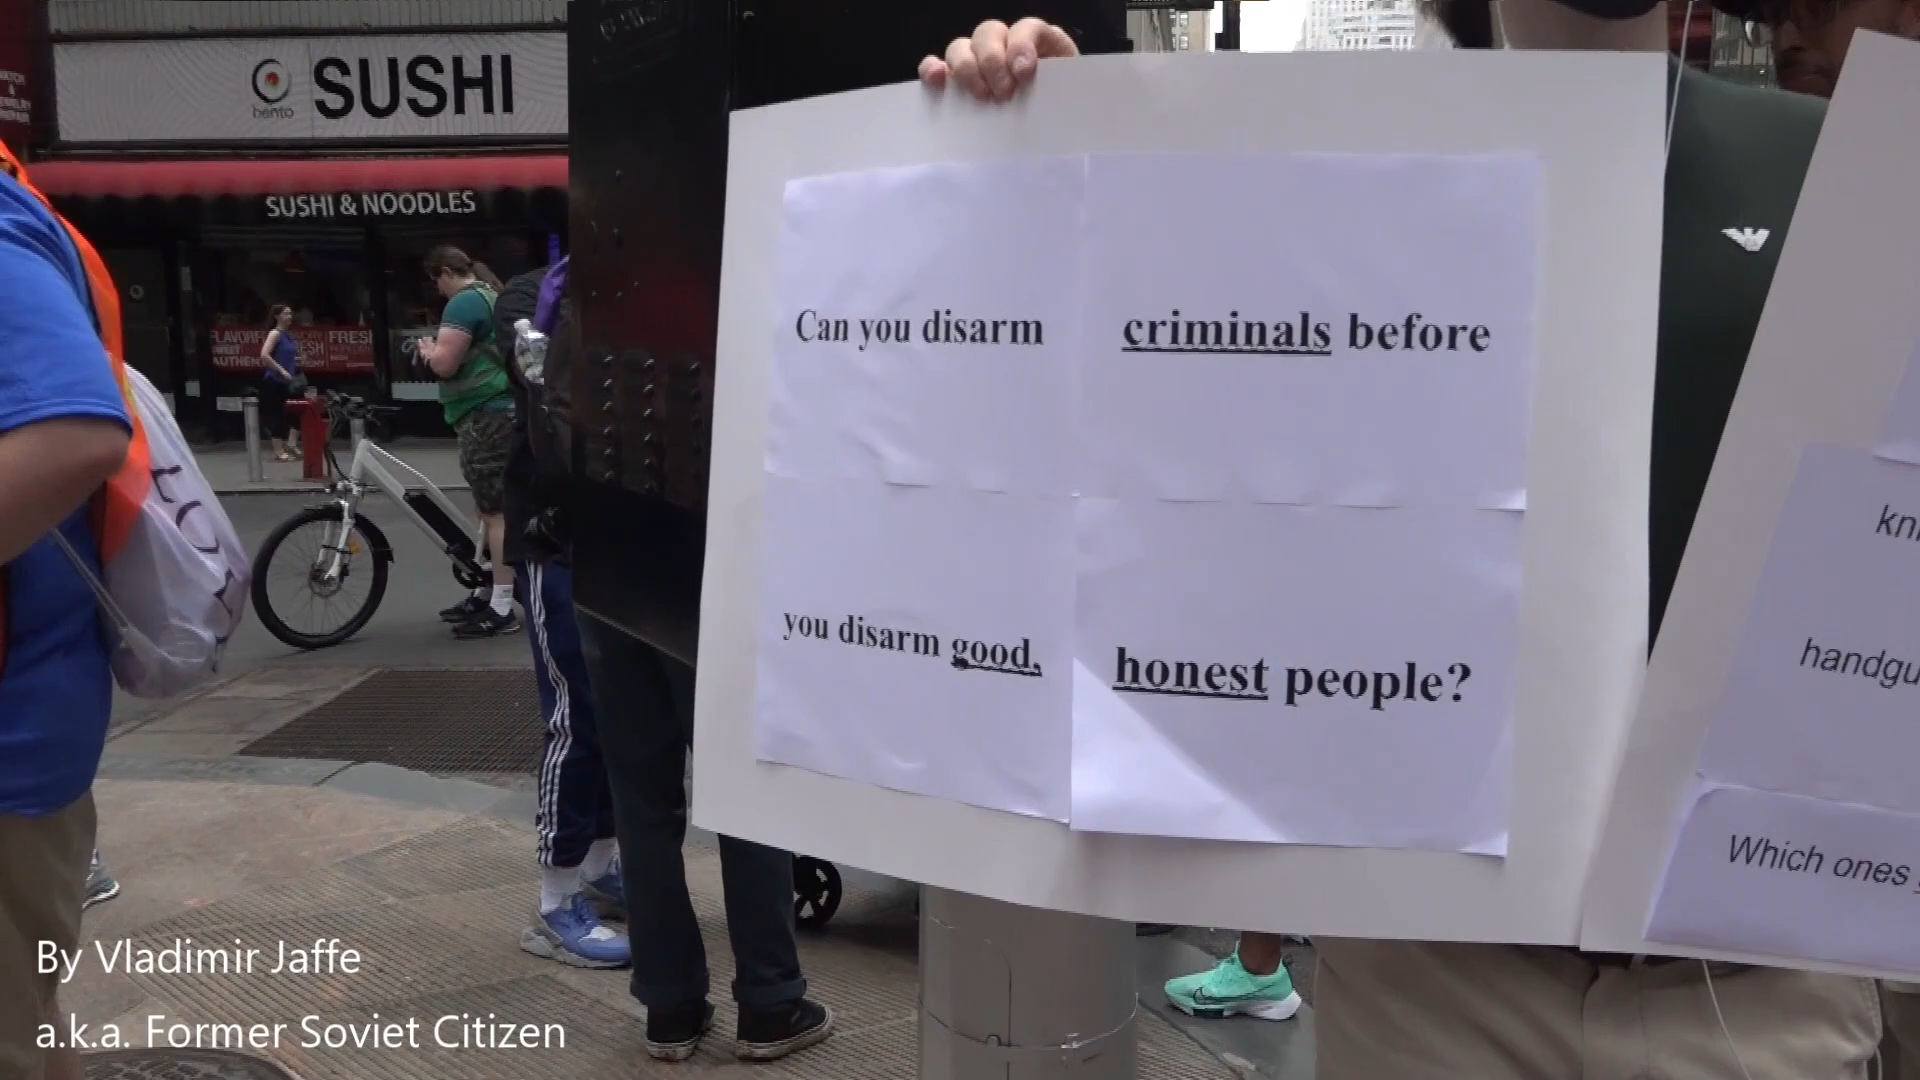 bento
SUSHI
SUSHI & NOODLES
FRESH
Can you disarm criminals before
you disarm good, honest people?
handgu
Which ones
By Vladimir Jaffe
a.k.a. Former Soviet Citizen